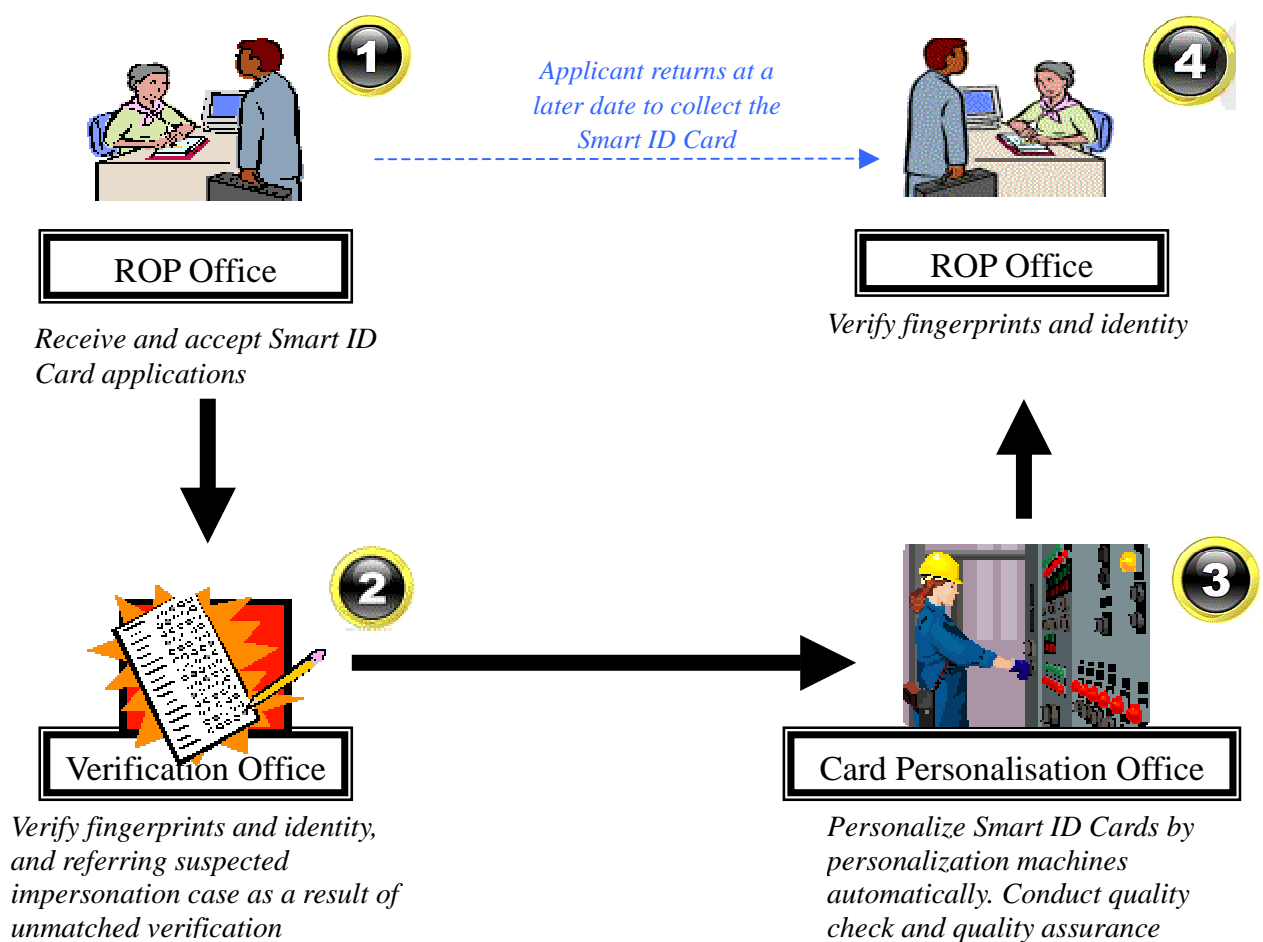 1
Applicant returns at a
later date to collect the
Smart ID Card
4
ROP Office
Receive and accept Smart ID
Card applications
ROP Office
Verify fingerprints and identity
2
Verification Office
Verify fingerprints and identity,
and referring suspected
impersonation case as a result of
unmatched verification
3
Card Personalisation Office
Personalize Smart ID Cards by
personalization machines
automatically. Conduct quality
check and quality assurance